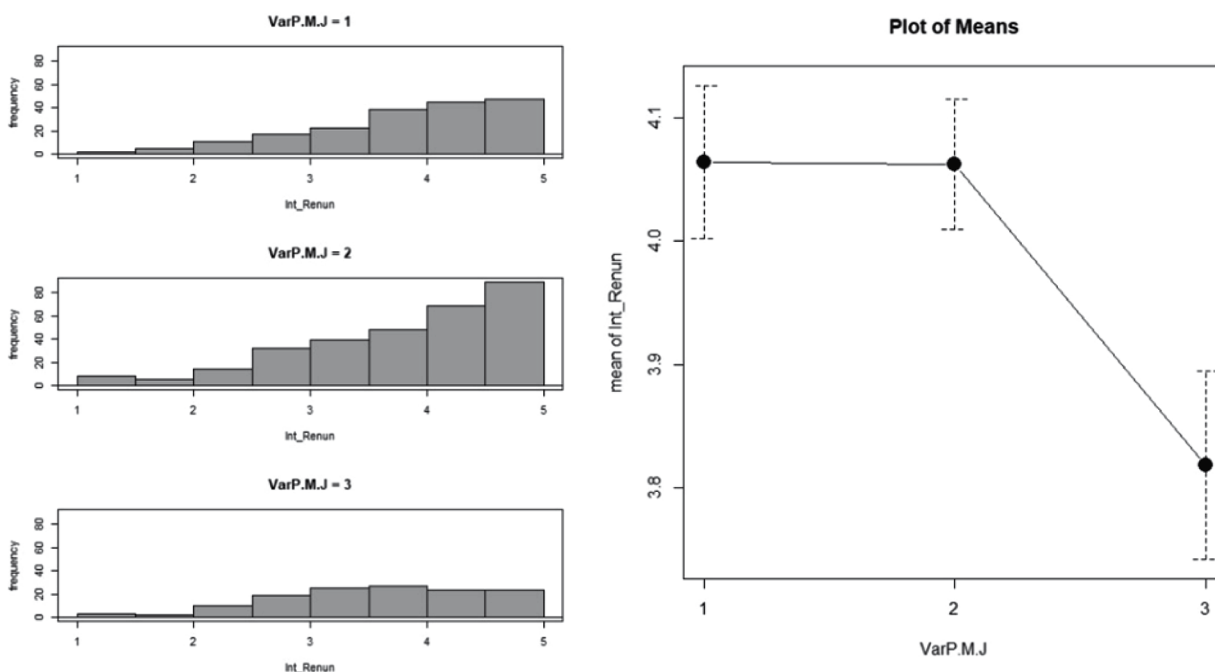 VarP.M.J = 1
frequency
0 20 40 60 80
1 2 3 4 5
Int_Renun
VarP.M.J = 2
frequency
0 20 40 60 80
1 2 3 4 5
Int_Renun
VarP.M.J = 3
frequency
0 20 40 60 80
1 2 3 4 5
Int_Renun
Plot of Means
mean of Int_Renun
3.8 3.9 4.0 4.1
1 2 3
VarP.M.J